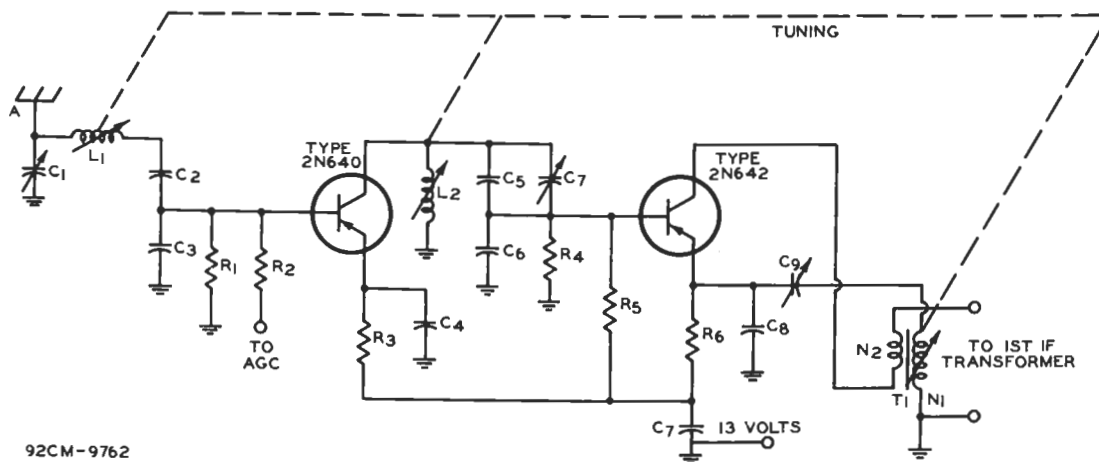 TUNING
A
C1
L1
C2
C3
R1
R2
TO
AGC
TYPE
2N640
R3
C4
L2
C5
C7
C6
R4
R5
TYPE
2N642
R6
C8
C9
C7
13 VOLTS
N2
T1
N1
TO 1ST IF
TRANSFORMER
92CM-9762